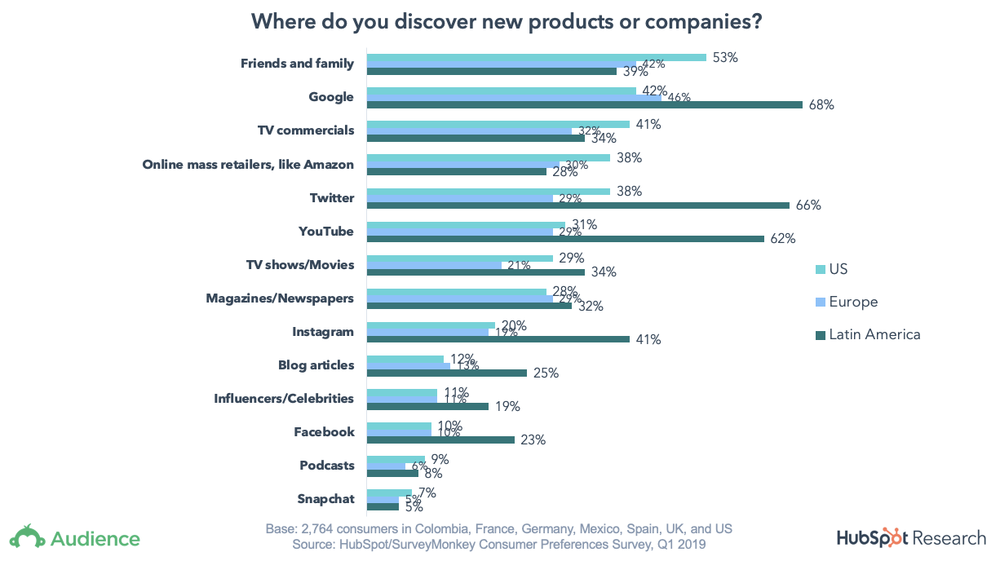 Where do you discover new products or companies?
Friends and family
53%
42%
39%
Google
42%
46%
68%
TV commercials
41%
32%
34%
Online mass retailers, like Amazon
38%
30%
28%
Twitter
38%
29%
66%
YouTube
31%
29%
62%
TV shows/Movies
29%
21%
34%
Magazines/Newspapers
28%
29%
32%
Instagram
20%
19%
41%
Blog articles
12%
13%
25%
Influencers/Celebrities
11%
11%
19%
Facebook
10%
10%
23%
Podcasts
9%
6%
8%
Snapchat
7%
5%
5%
US
Europe
Latin America
Base: 2,764 consumers in Colombia, France, Germany, Mexico, Spain, UK, and US
Source: HubSpot/SurveyMonkey Consumer Preferences Survey, Q1 2019
Audience
HubSpot Research